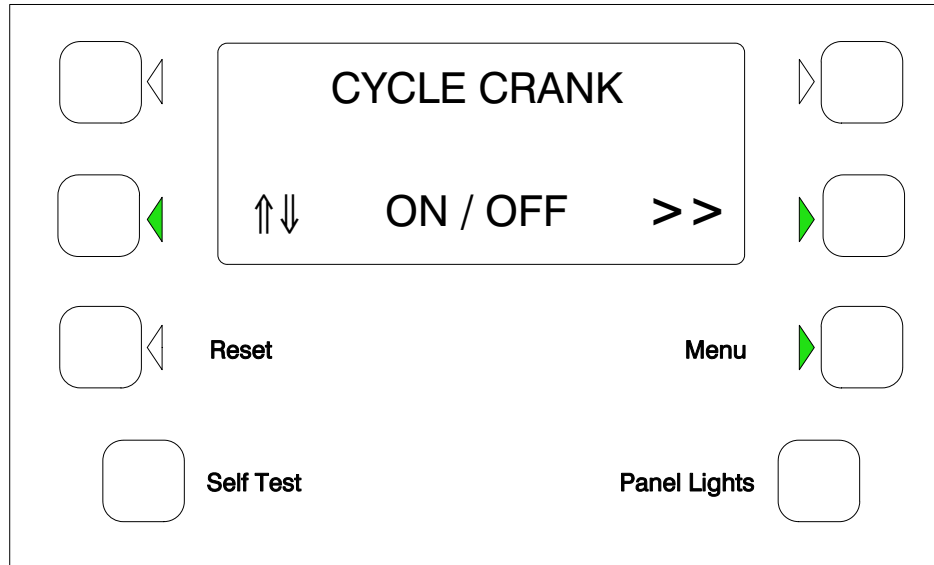 CYCLE CRANK
⇑⇓ ON / OFF >>
Reset Menu
Self Test Panel Lights